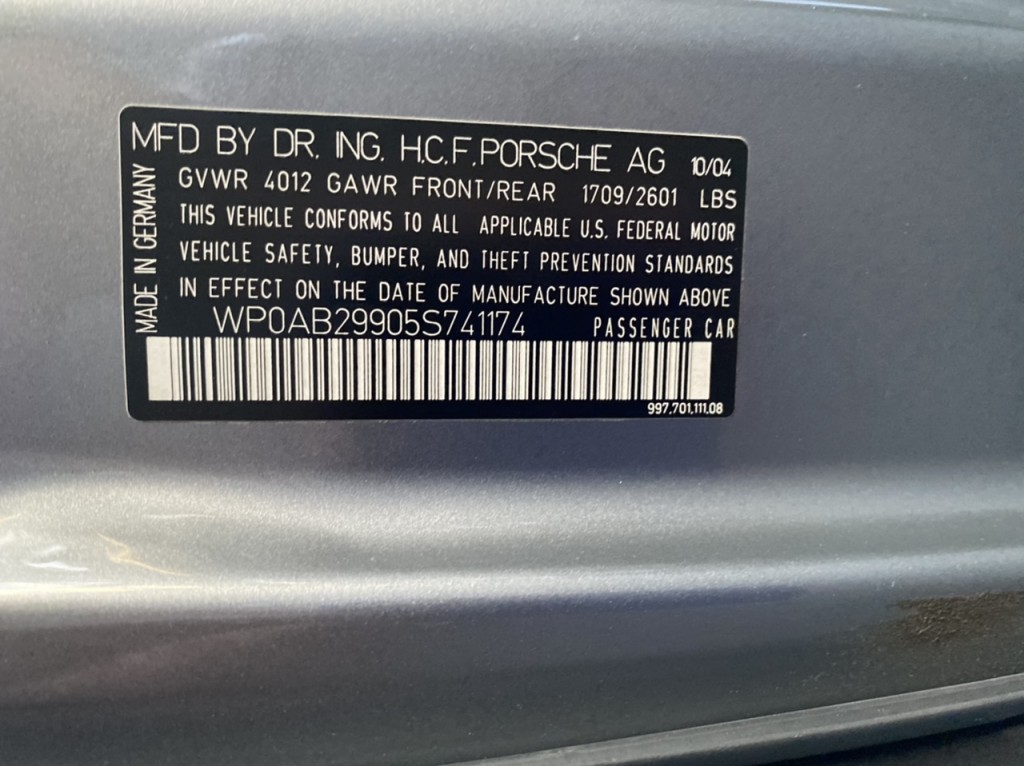 MFD BY DR. ING. H.C.F.PORSCHE AG 10/04
GVWR 4012 GAWR FRONT/REAR 1709/2601 LBS
THIS VEHICLE CONFORMS TO ALL APPLICABLE U.S. FEDERAL MOTOR
VEHICLE SAFETY, BUMPER, AND THEFT PREVENTION STANDARDS
IN EFFECT ON THE DATE OF MANUFACTURE SHOWN ABOVE
WP0AB29905S741174 PASSENGER CAR
997.701.111.08
MADE IN GERMANY